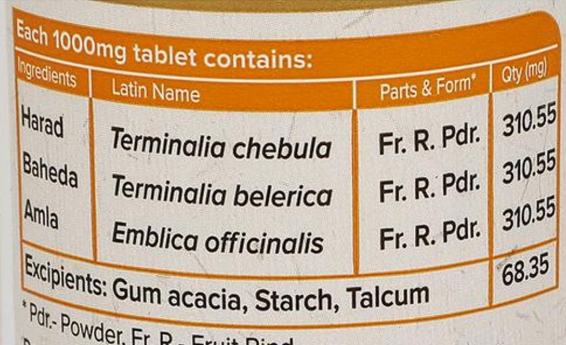 Each 1000mg tablet contains:
Ingredients Latin Name Parts & Form* Qty (mg)
Harad Terminalia chebula Fr. R. Pdr. 310.55
Baheda Terminalia belerica Fr. R. Pdr. 310.55
Amla Emblica officinalis Fr. R. Pdr. 310.55
Excipients: Gum acacia, Starch, Talcum 68.35
* Pdr.- Powder, Fr. R.- Fruit Rind